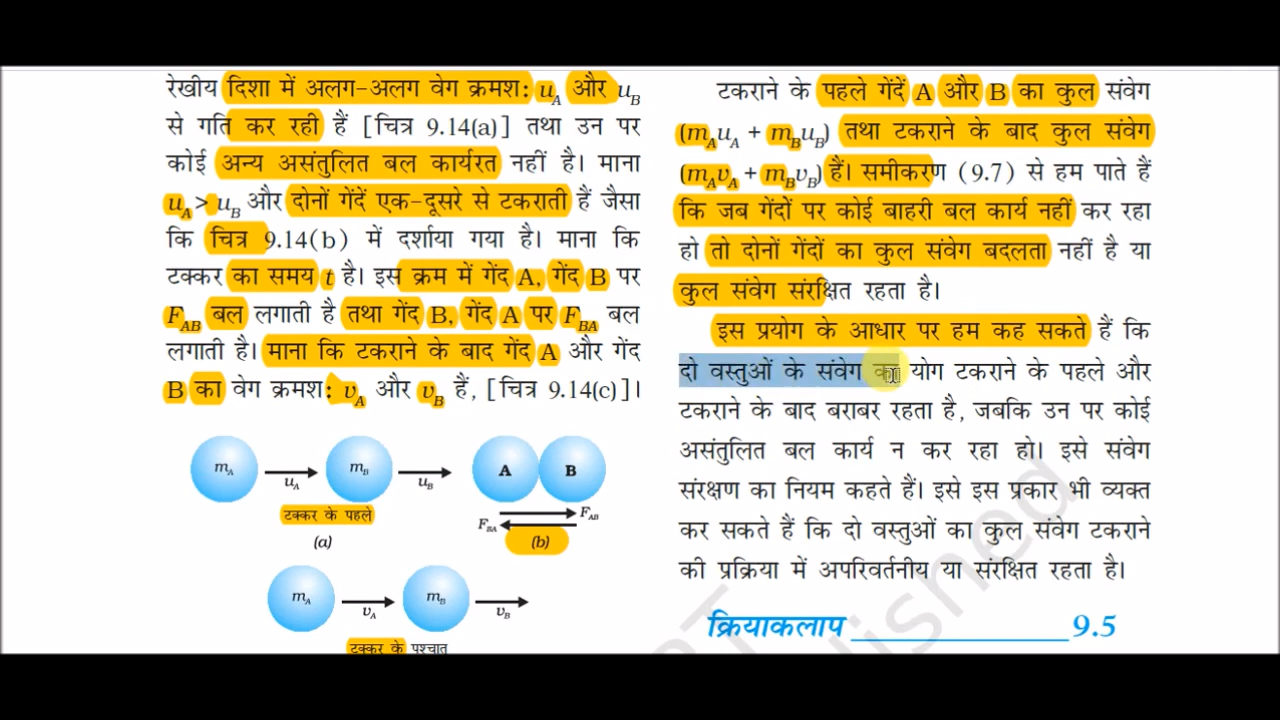 रेखीय दिशा में अलग-अलग वेग क्रमश: uA और uB
से गति कर रही हैं [चित्र 9.14(a)] तथा उन पर
कोई अन्य असंतुलित बल कार्यरत नहीं है। माना
uA> uB और दोनों गेंदें एक-दूसरे से टकराती हैं जैसा
कि चित्र 9.14(b) में दर्शाया गया है। माना कि
टक्कर का समय t है। इस क्रम में गेंद A, गेंद B पर
FAB बल लगाती है तथा गेंद B, गेंद A पर FBA बल
लगाती है। माना कि टकराने के बाद गेंद A और गेंद
B का वेग क्रमश: vA और vB हैं, [चित्र 9.14(c)]।
mA uA mB uB
टक्कर के पहले
(a)
A B
FAB
FBA
(b)
mA vA mB vB
टक्कर के पश्चात
टकराने के पहले गेंदें A और B का कुल संवेग
(mAuA + mBuB) तथा टकराने के बाद कुल संवेग
(mAvA + mBvB) हैं। समीकरण (9.7) से हम पाते हैं
कि जब गेंदों पर कोई बाहरी बल कार्य नहीं कर रहा
हो तो दोनों गेंदों का कुल संवेग बदलता नहीं है या
कुल संवेग संरक्षित रहता है।
इस प्रयोग के आधार पर हम कह सकते हैं कि
दो वस्तुओं के संवेग का योग टकराने के पहले और
टकराने के बाद बराबर रहता है, जबकि उन पर कोई
असंतुलित बल कार्य न कर रहा हो। इसे संवेग
संरक्षण का नियम कहते हैं। इसे इस प्रकार भी व्यक्त
कर सकते हैं कि दो वस्तुओं का कुल संवेग टकराने
की प्रक्रिया में अपरिवर्तनीय या संरक्षित रहता है।
क्रियाकलाप 9.5